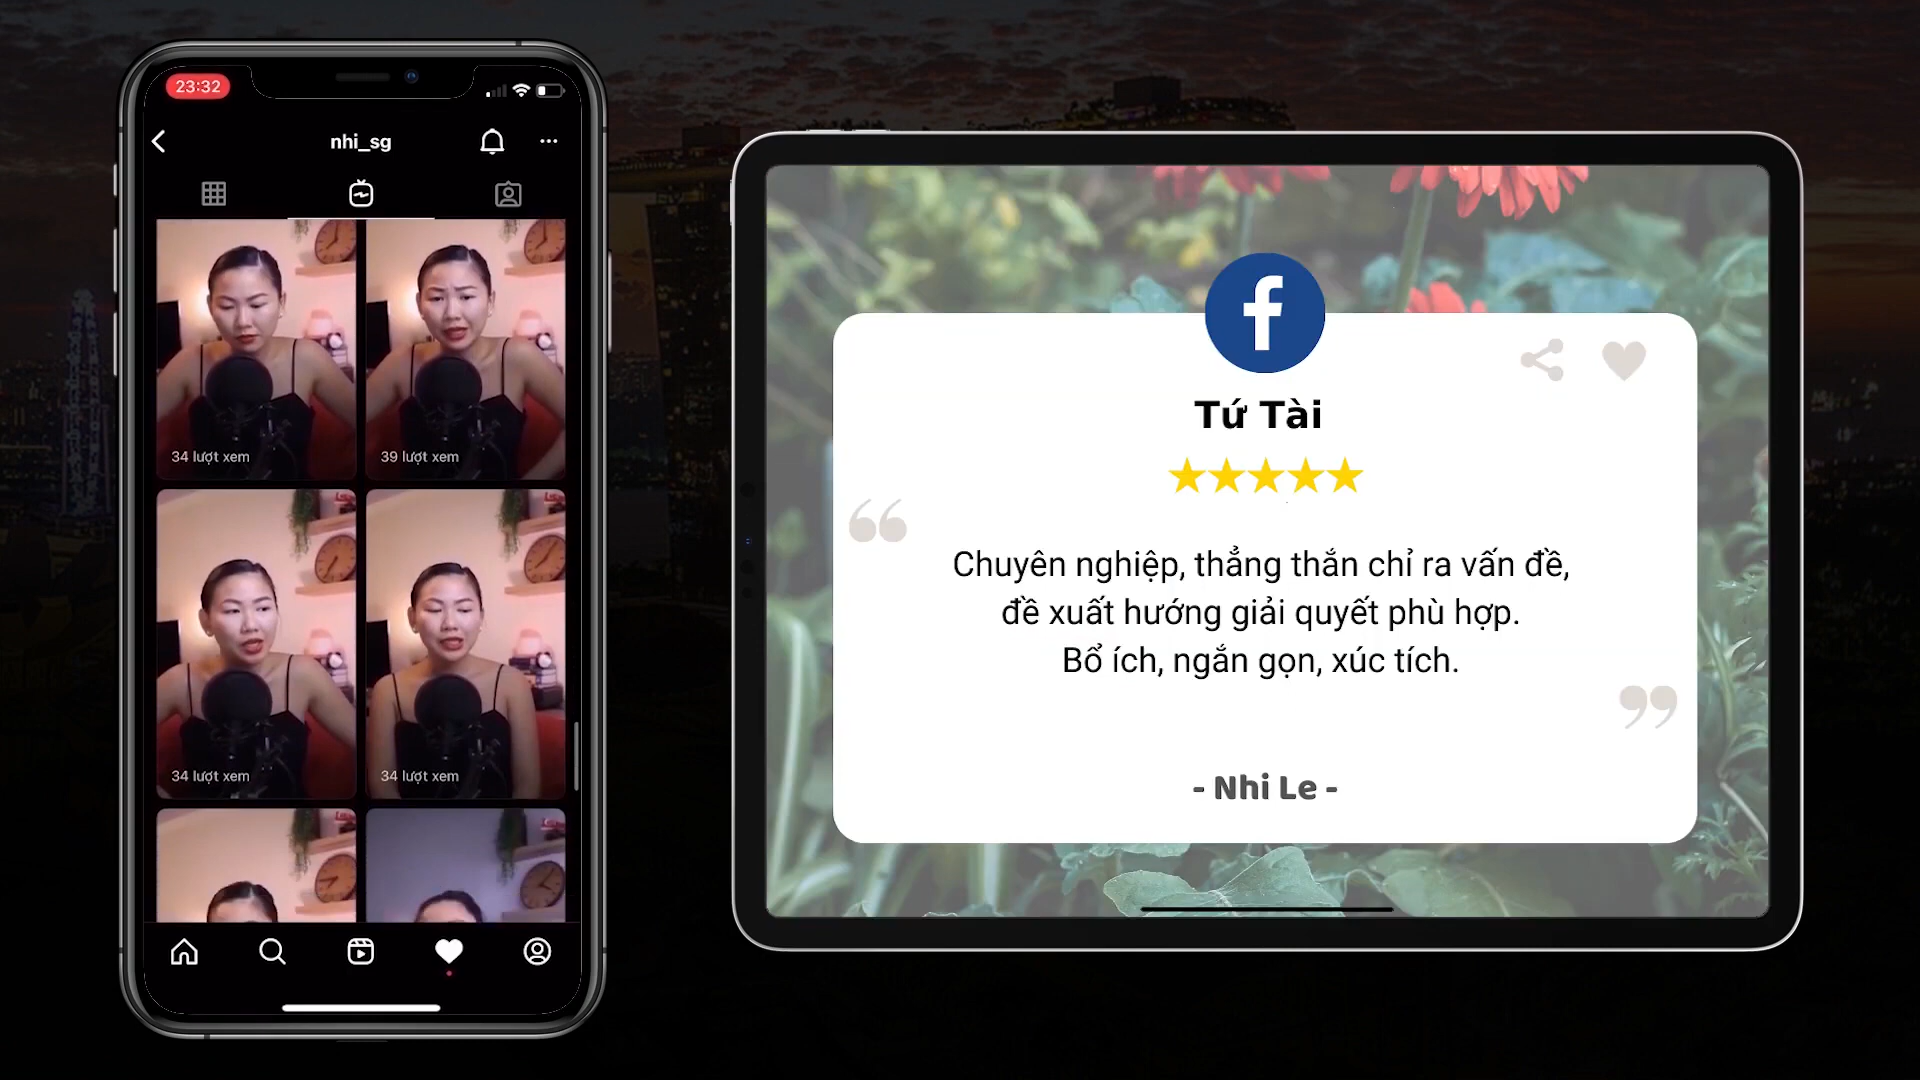 23:32
nhi_sg
34 lượt xem
39 lượt xem
34 lượt xem
34 lượt xem
f
Tứ Tài
“
Chuyên nghiệp, thẳng thắn chỉ ra vấn đề,
đề xuất hướng giải quyết phù hợp.
Bổ ích, ngắn gọn, xúc tích.
”
- Nhi Le -